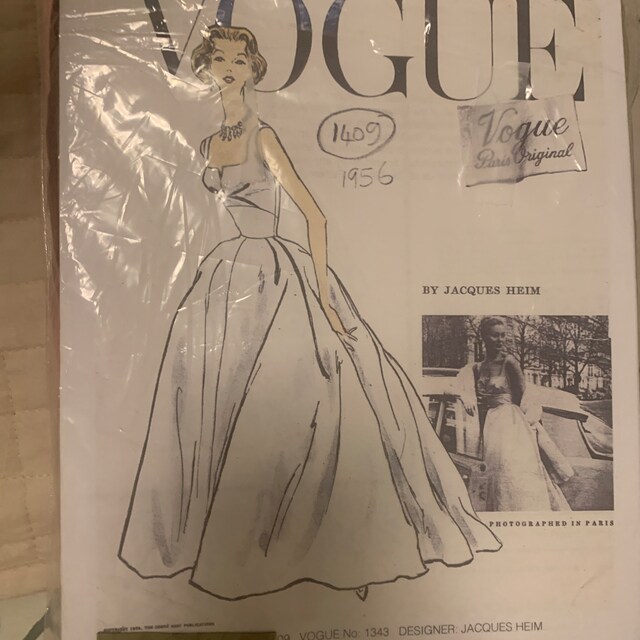 VOGUE
1409
1956
Vogue
Paris Original
BY JACQUES HEIM
PHOTOGRAPHED IN PARIS
VOGUE No: 1343 DESIGNER: JACQUES HEIM